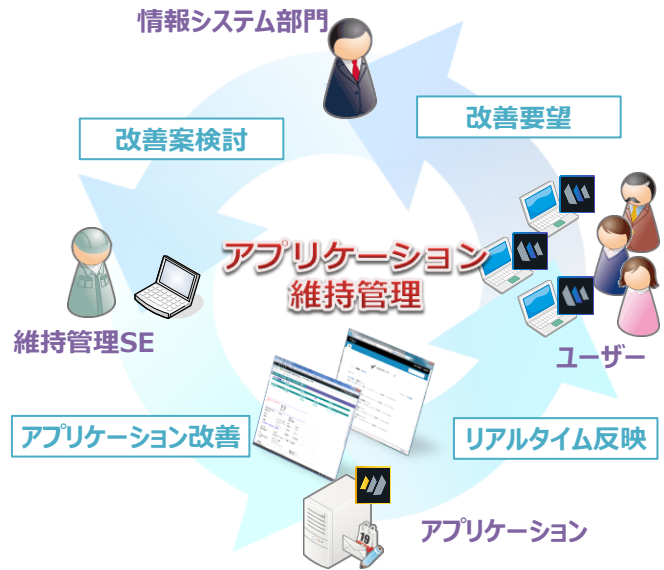 情報システム部門
改善要望
改善案検討
アプリケーション
維持管理
維持管理SE
ユーザー
アプリケーション改善
リアルタイム反映
19
アプリケーション